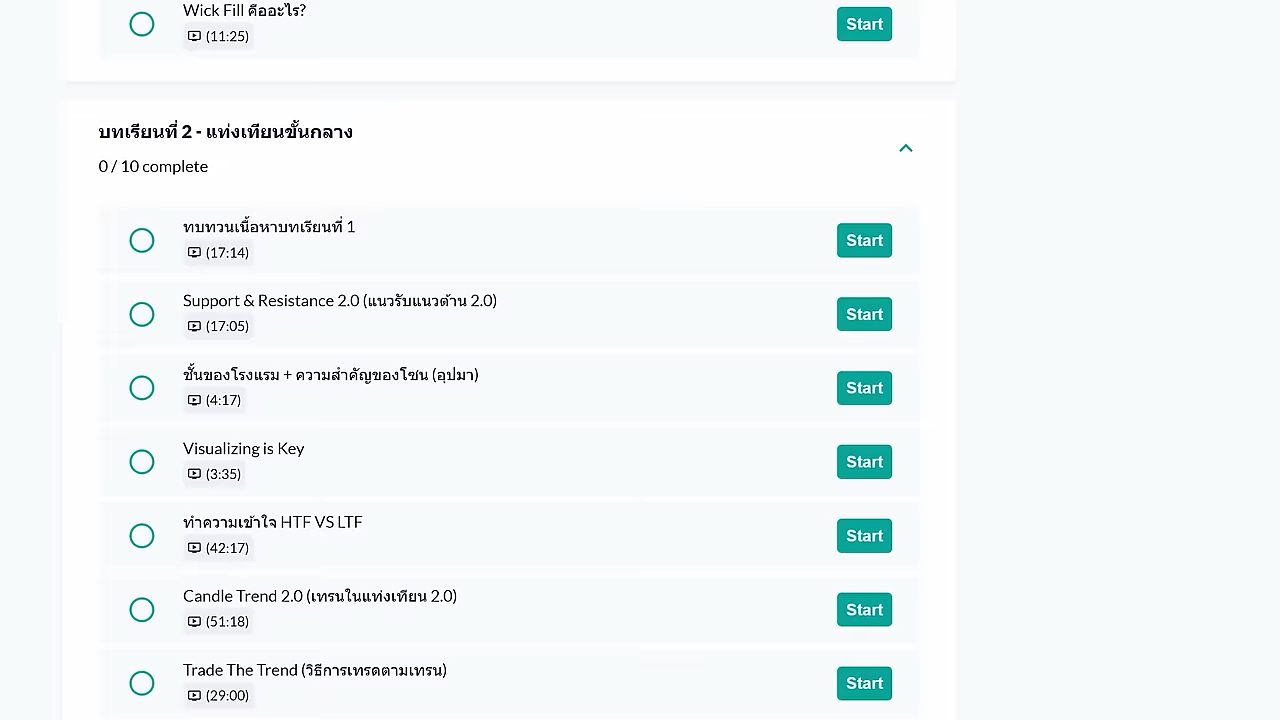 Wick Fill คืออะไร?
(11:25)
Start
บทเรียนที่ 2 - แท่งเทียนขั้นกลาง
0 / 10 complete
ทบทวนเนื้อหาบทเรียนที่ 1
(17:14)
Start
Support & Resistance 2.0 (แนวรับแนวต้าน 2.0)
(17:05)
Start
ชั้นของโรงแรม + ความสำคัญของโซน (อุปมา)
(4:17)
Start
Visualizing is Key
(3:35)
Start
ทำความเข้าใจ HTF VS LTF
(42:17)
Start
Candle Trend 2.0 (เทรนในแท่งเทียน 2.0)
(51:18)
Start
Trade The Trend (วิธีการเทรดตามเทรน)
(29:00)
Start